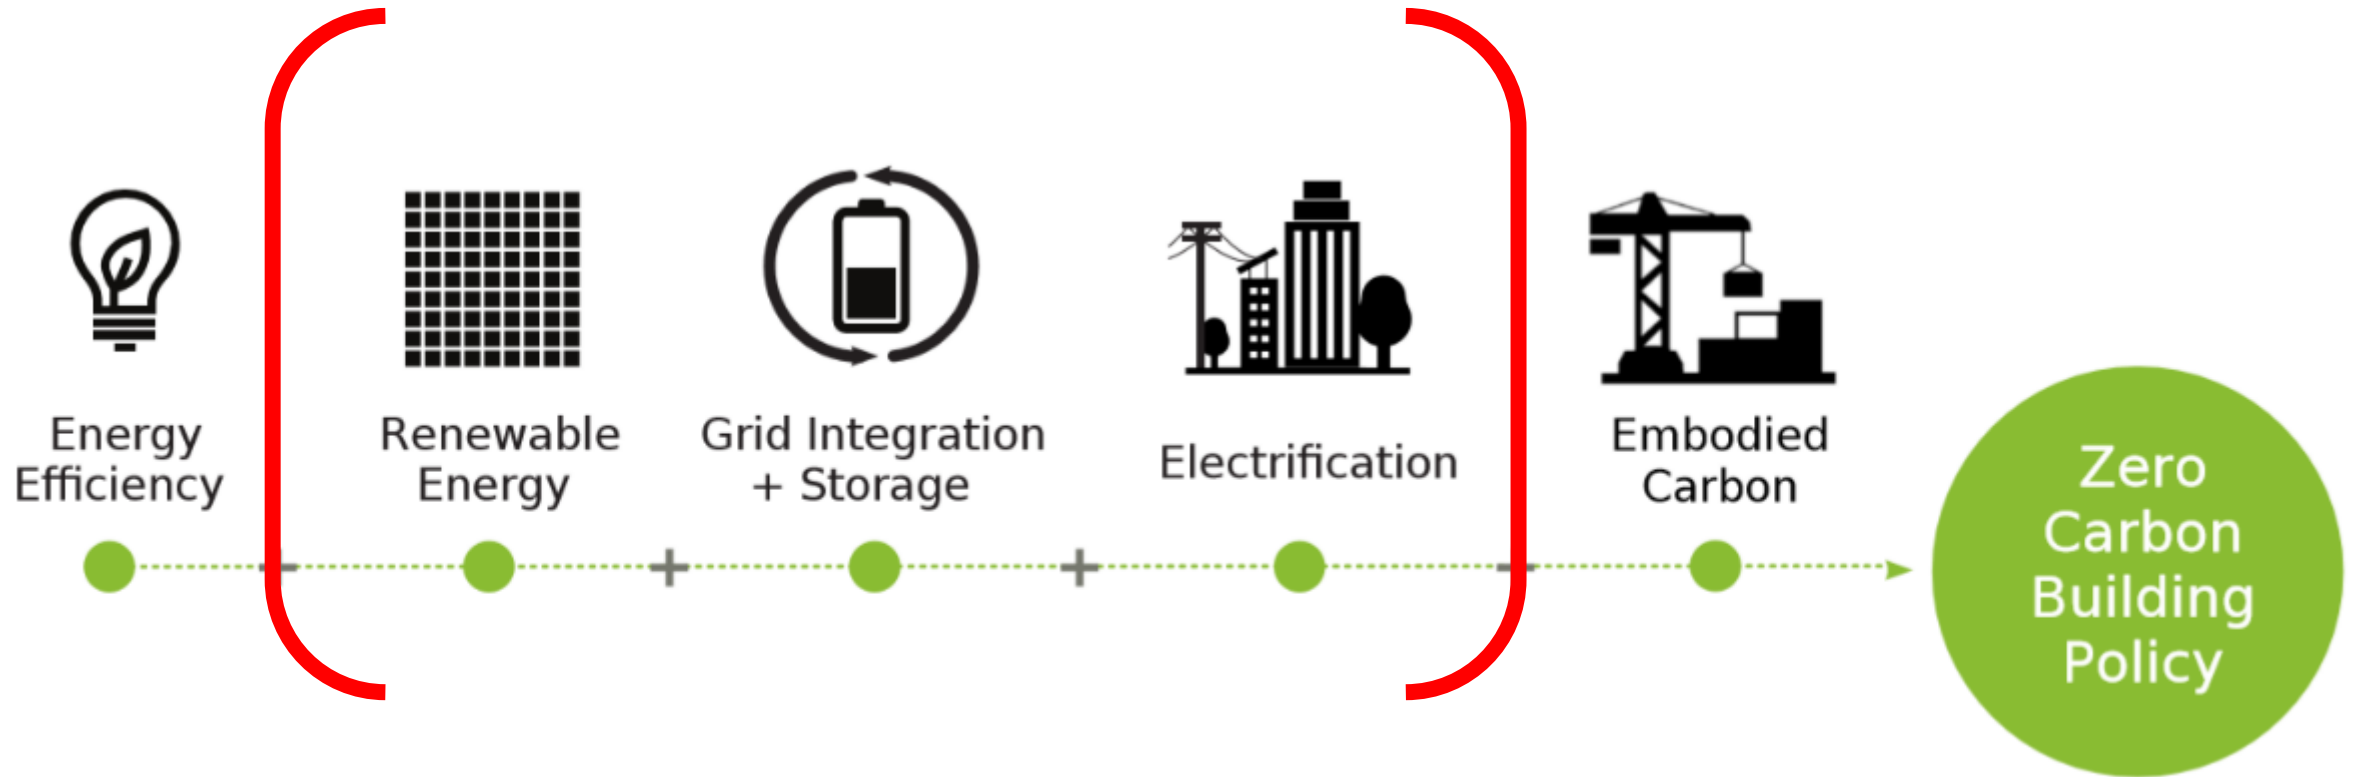 Energy
Efficiency
Renewable
Energy
Grid Integration
+ Storage
Electrification
Embodied
Carbon
+
+
+
+
Zero
Carbon
Building
Policy